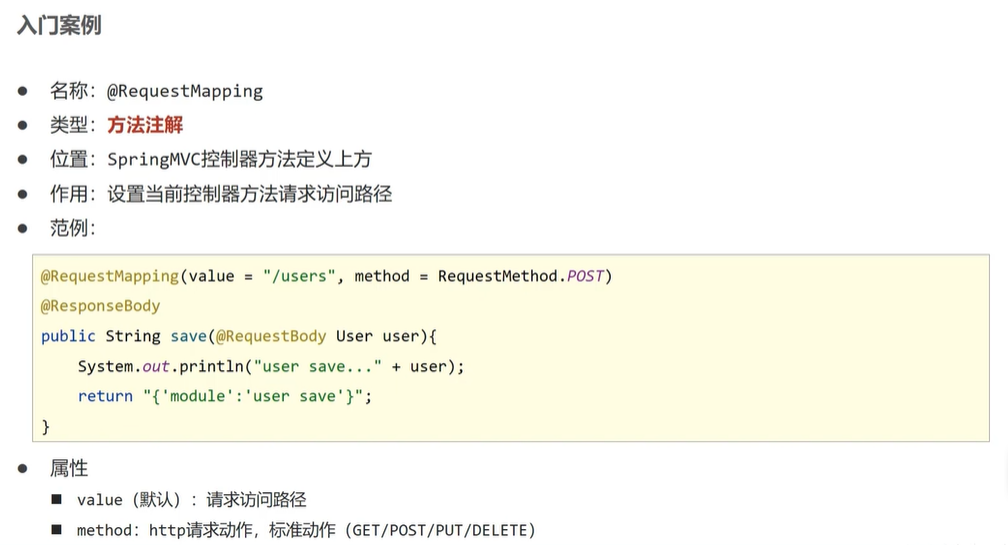 入门案例
● 名称：@RequestMapping
● 类型：方法注解
● 位置：SpringMVC控制器方法定义上方
● 作用：设置当前控制器方法请求访问路径
● 范例：
@RequestMapping(value = "/users", method = RequestMethod.POST)
@ResponseBody
public String save(@RequestBody User user){
    System.out.println("user save..." + user);
    return "{'module':'user save'}";
}
● 属性
■ value（默认）：请求访问路径
■ method：http请求动作，标准动作（GET/POST/PUT/DELETE）